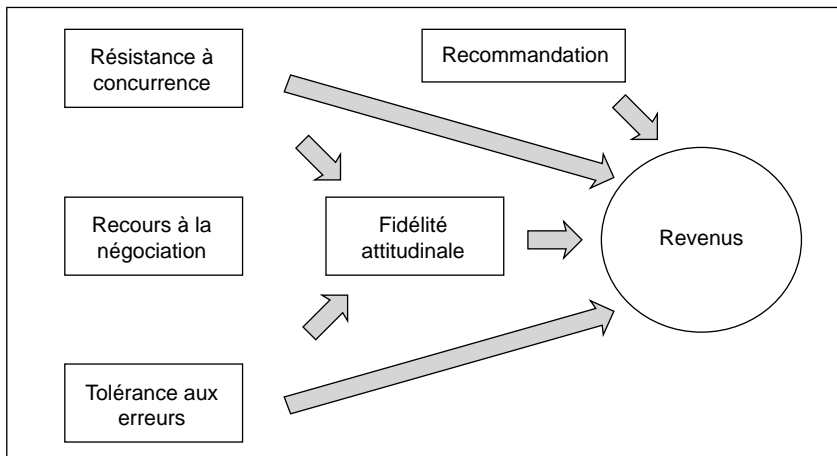 Résistance à
concurrence
Recommandation
Recours à la
négociation
Fidélité
attitudinale
Revenus
Tolérance aux
erreurs